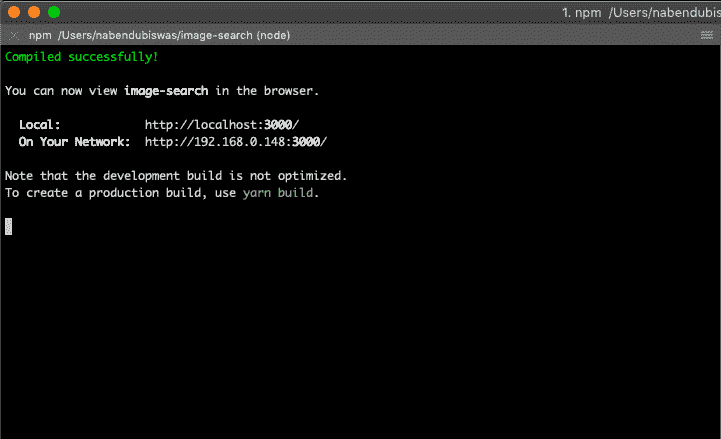 1. npm /Users/nabendubis
npm /Users/nabendubiswas/image-search (node)
Compiled successfully!
You can now view image-search in the browser.
Local: http://localhost:3000/
On Your Network: http://192.168.0.148:3000/
Note that the development build is not optimized.
To create a production build, use yarn build.